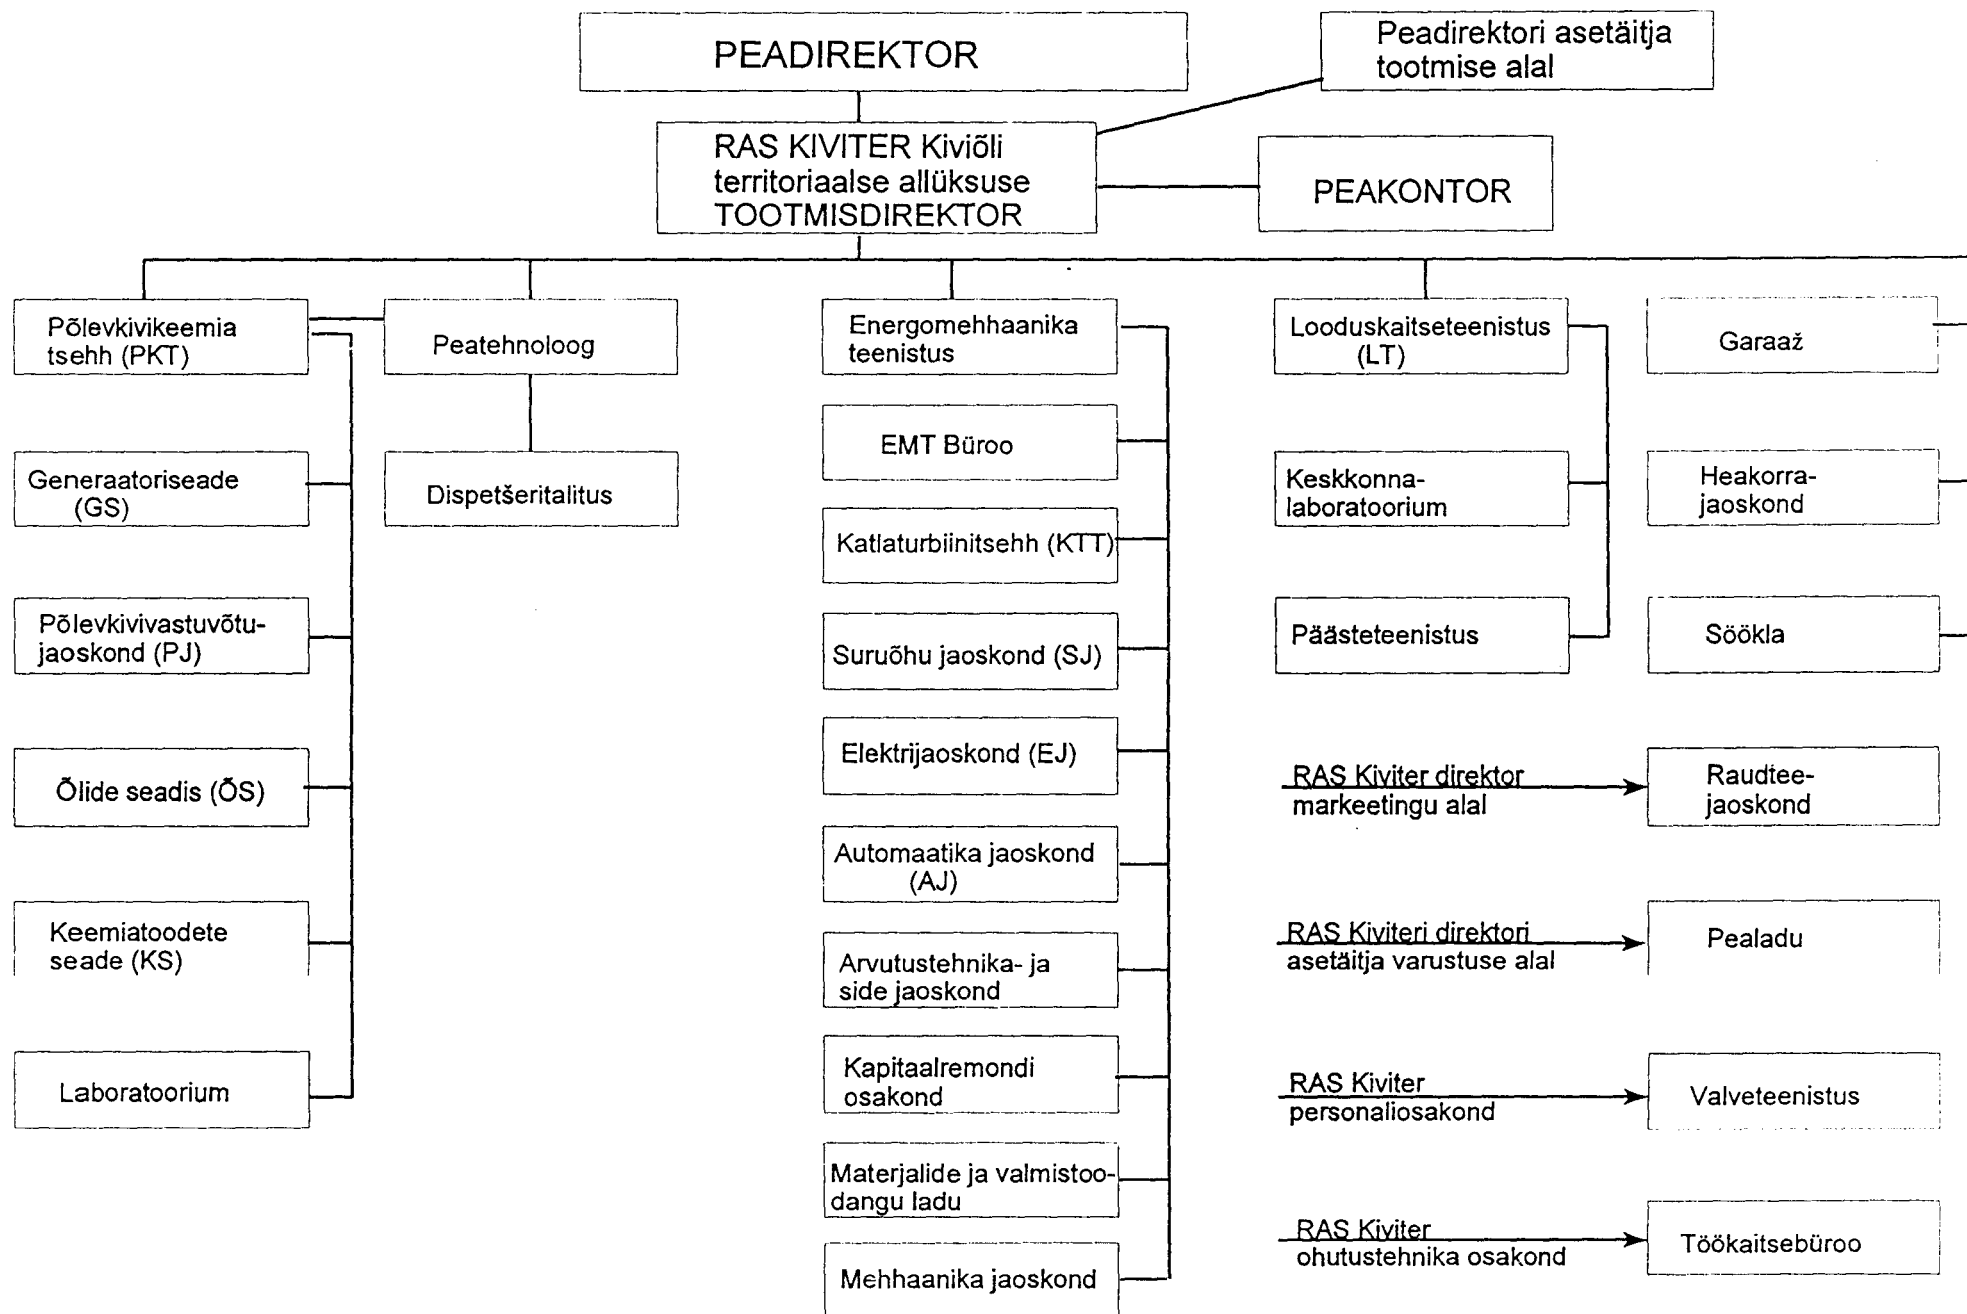 PEADIREKTOR
Peadirektori asetäitja
tootmise alal
RAS KIVITER Kiviõli
territoriaalse allüksuse
TOOTMISDIREKTOR
PEAKONTOR
Põlevkivikeemia
tsehh (PKT)
Generaatoriseade
(GS)
Põlevkivivastuvõtu-
jaoskond (PJ)
Õlide seadis (ÕS)
Keemiatoodete
seade (KS)
Laboratoorium
Peatehnoloog
Dispetšeritalitus
Energomehhaanika
teenistus
EMT Büroo
Katlaturbiinitsehh (KTT)
Suruõhu jaoskond (SJ)
Elektrijaoskond (EJ)
Automaatika jaoskond
(AJ)
Arvutustehnika- ja
side jaoskond
Kapitaalremondi
osakond
Materjalide ja valmistoo-
dangu ladu
Mehhaanika jaoskond
Looduskaitseteenistus
(LT)
Keskkonna-
laboratoorium
Päästeteenistus
Garaaž
Heakorra-
jaoskond
Söökla
RAS Kiviter direktor
markeetingu alal
Raudtee-
jaoskond
RAS Kiviteri direktori
asetäitja varustuse alal
Pealadu
RAS Kiviter
personaliosakond
Valveteenistus
RAS Kiviter
ohutustehnika osakond
Töökaitsebüroo